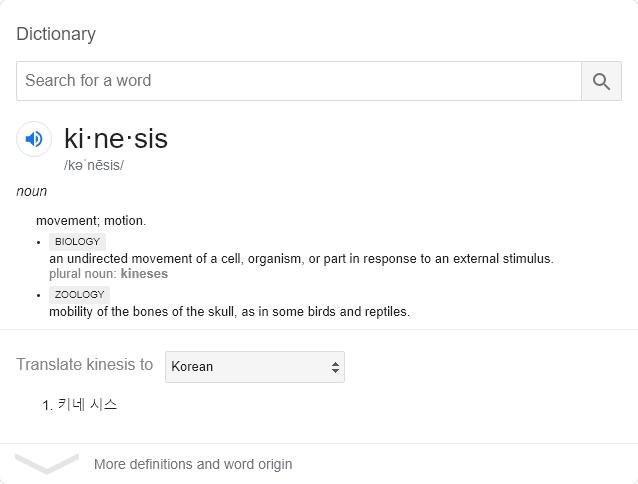 Dictionary
Search for a word
ki·ne·sis
/kəˈnēsis/
noun
movement; motion.
BIOLOGY
an undirected movement of a cell, organism, or part in response to an external stimulus.
plural noun: kineses
ZOOLOGY
mobility of the bones of the skull, as in some birds and reptiles.
Translate kinesis to Korean
1. 키네 시스
More definitions and word origin